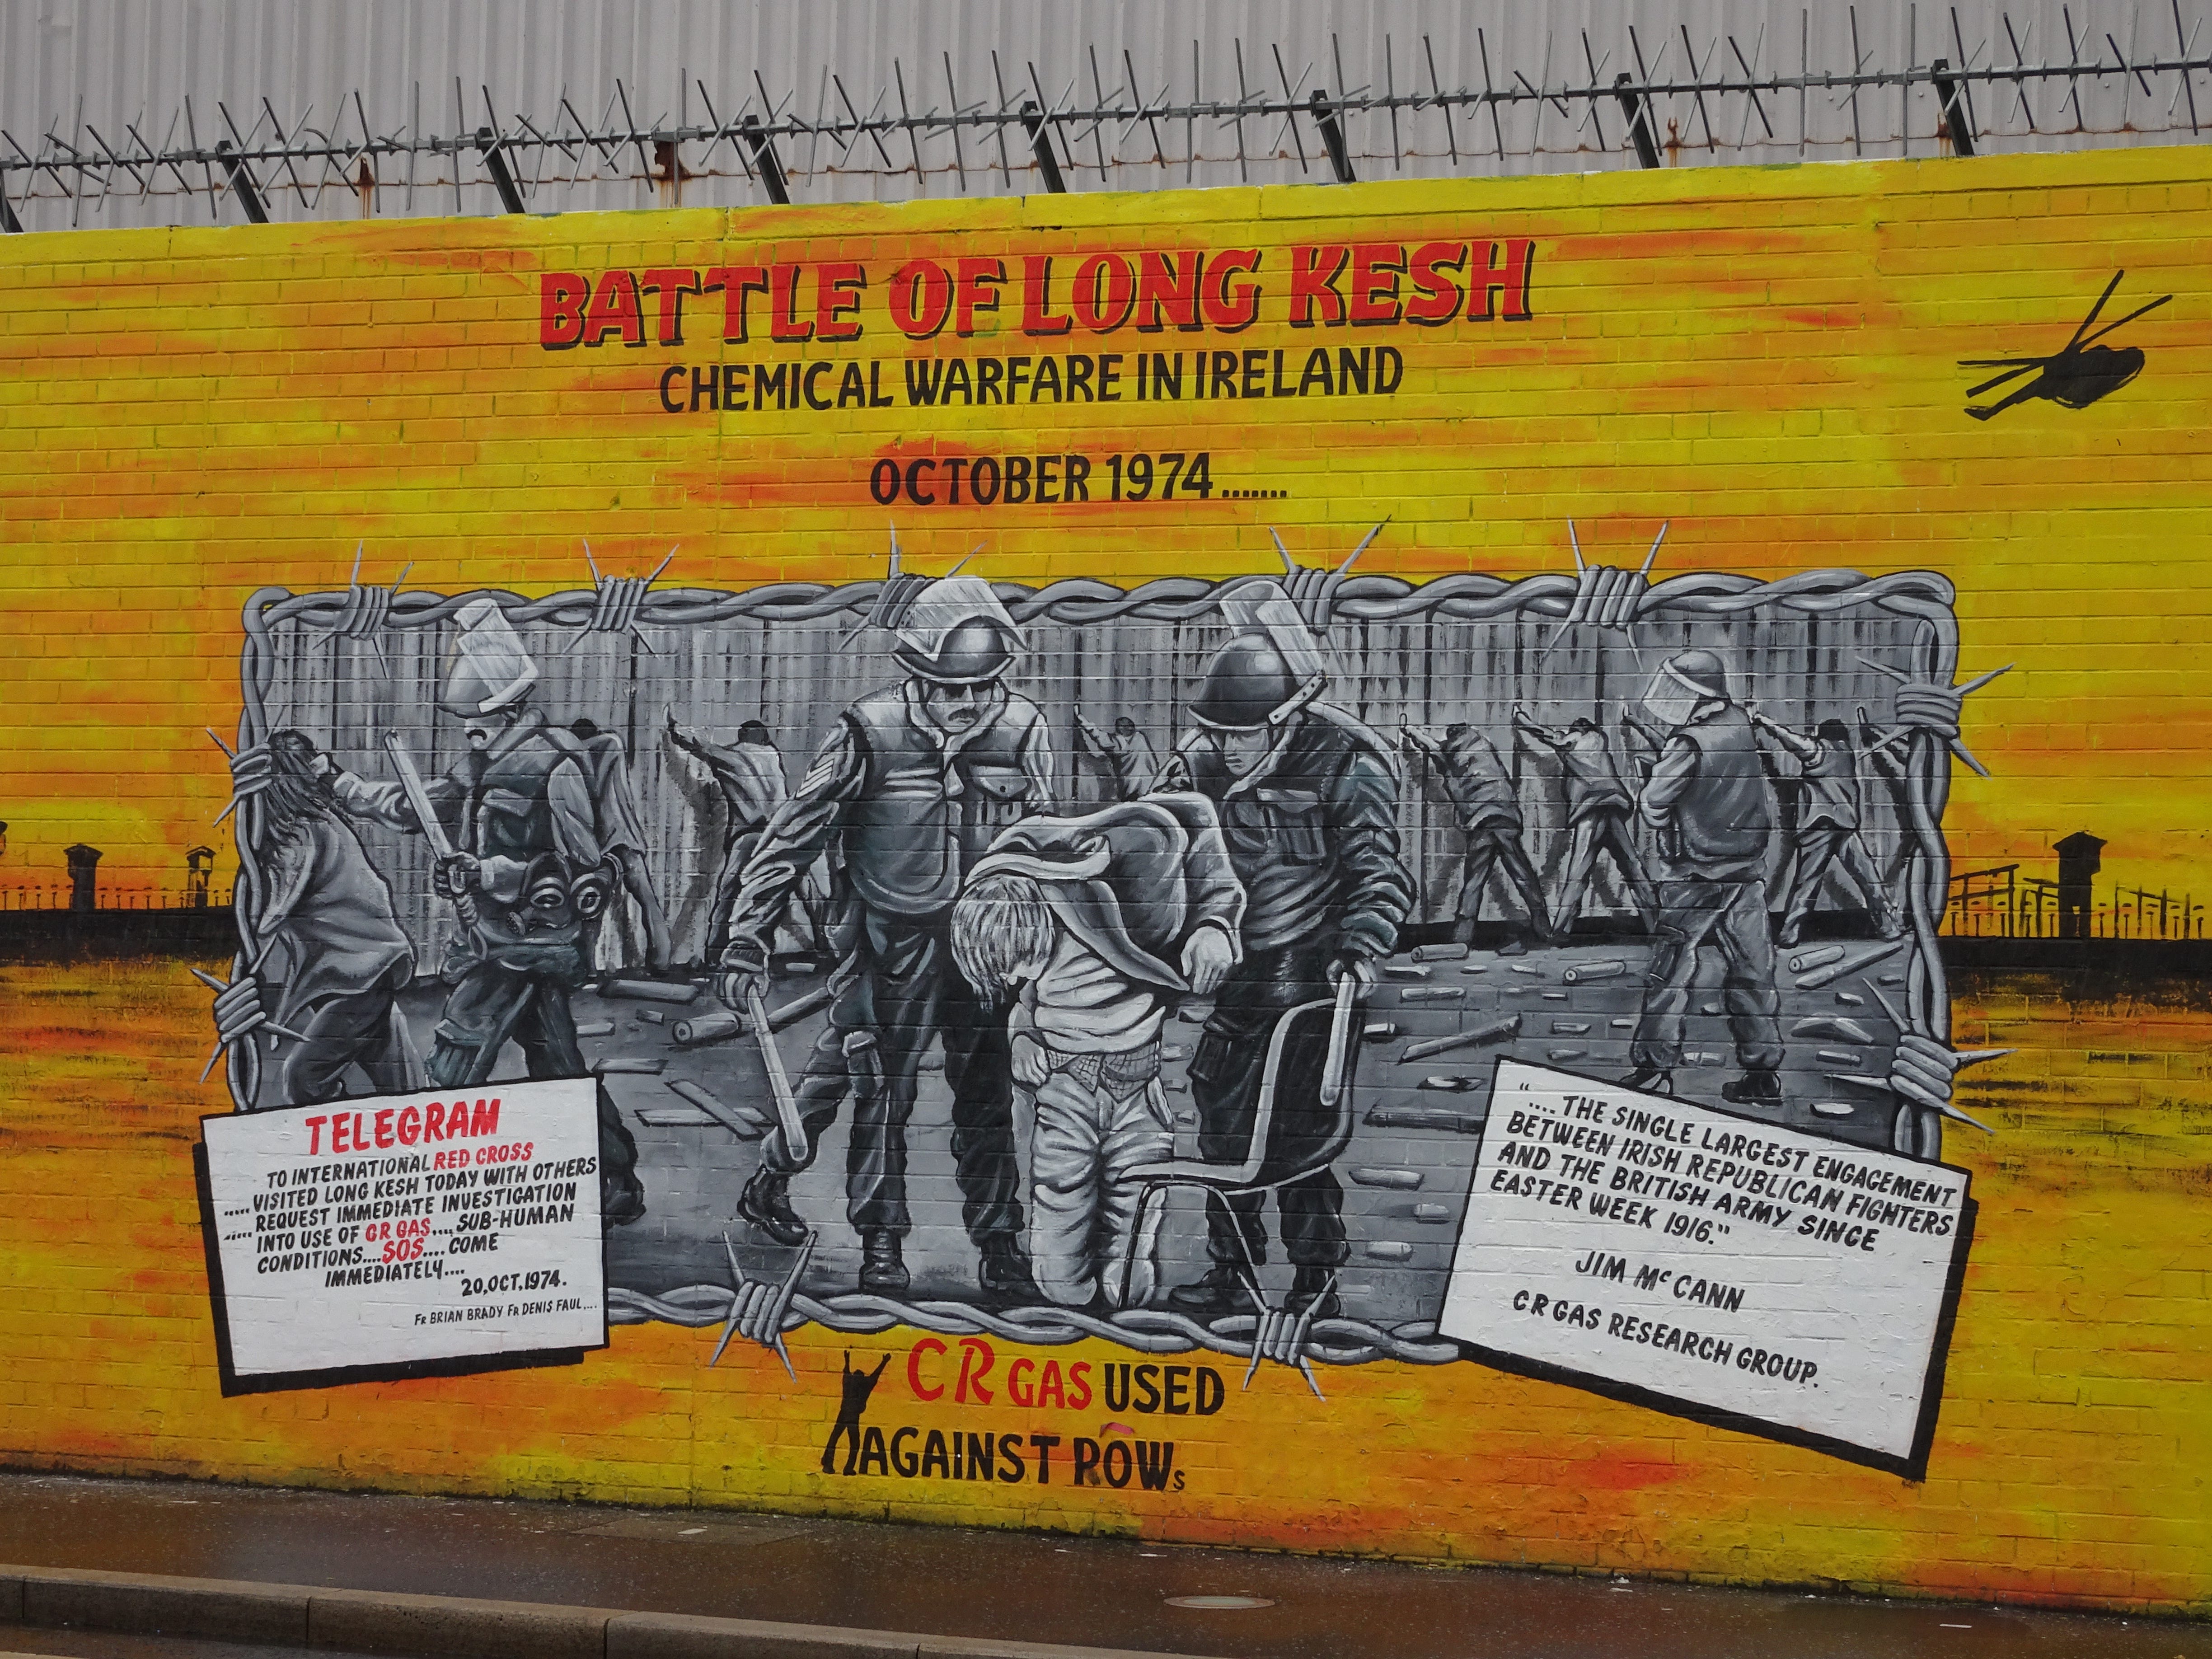 BATTLE OF LONG KESH
CHEMICAL WARFARE IN IRELAND
OCTOBER 1974.......
TELEGRAM
TO INTERNATIONAL RED CROSS
..... VISITED LONG KESH TODAY WITH OTHERS
REQUEST IMMEDIATE INVESTIGATION
..... INTO USE OF CR GAS.... SUB-HUMAN
CONDITIONS....SOS.... COME
IMMEDIATELY....
20,OCT.1974.
Fr BRIAN BRADY Fr DENIS FAUL,...
"....THE SINGLE LARGEST ENGAGEMENT
BETWEEN IRISH REPUBLICAN FIGHTERS
AND THE BRITISH ARMY SINCE
EASTER WEEK 1916."
JIM McCANN
CR GAS RESEARCH GROUP.
CR GAS USED
AGAINST POWs